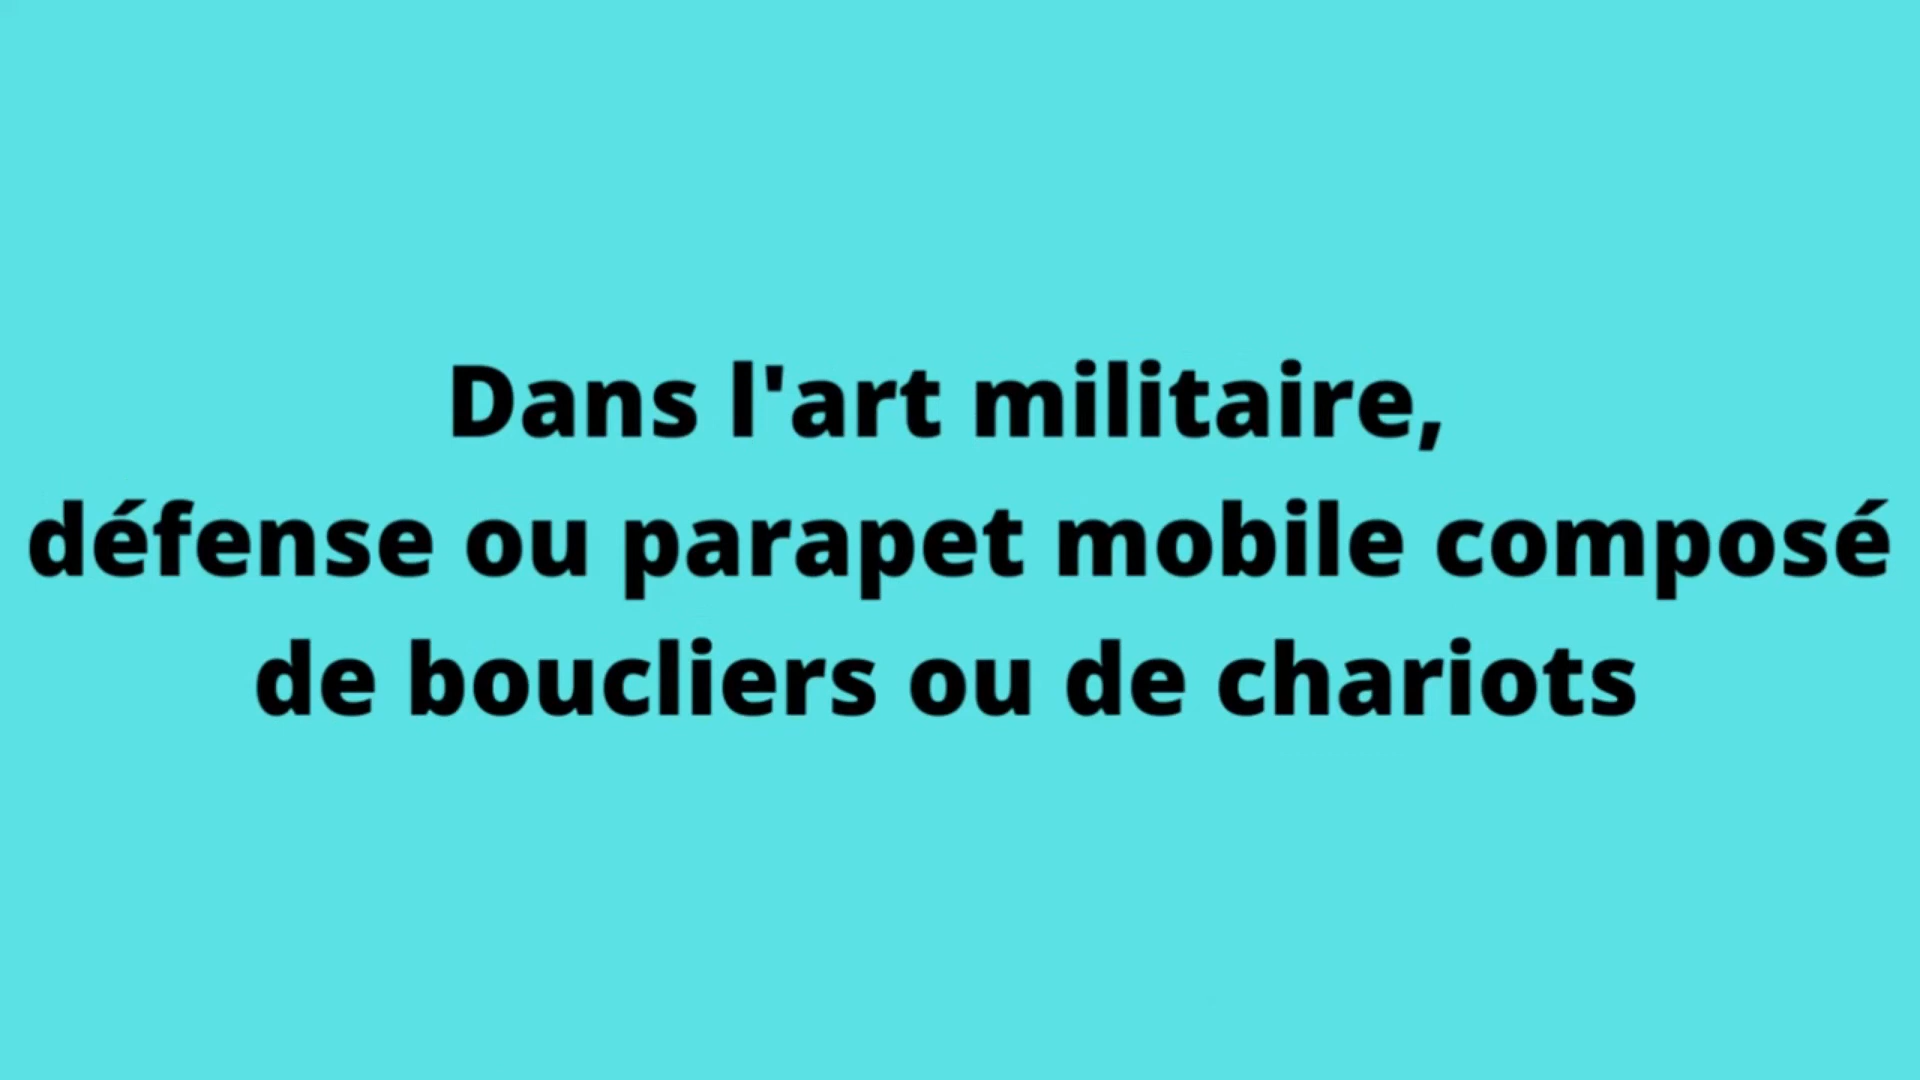 Dans l'art militaire,
défense ou parapet mobile composé
de boucliers ou de chariots